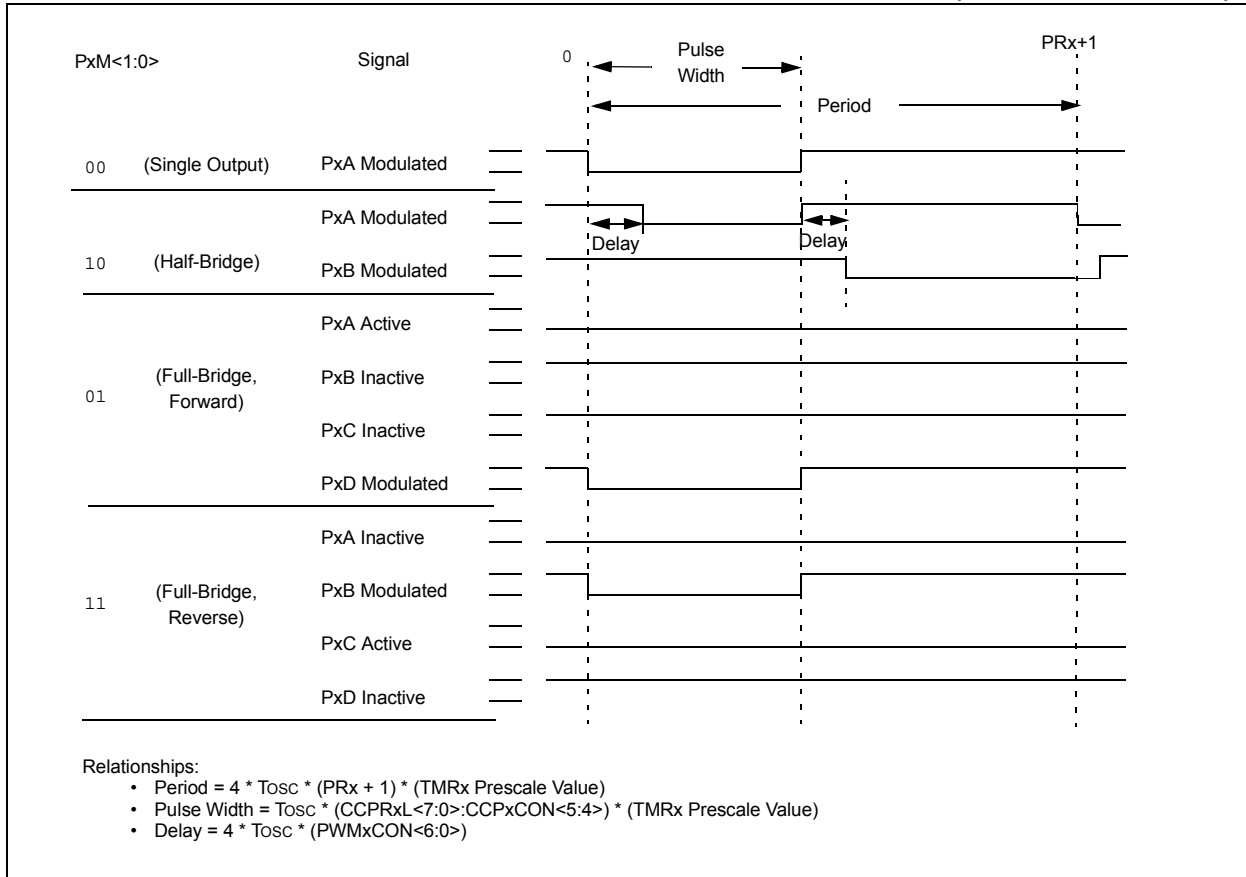 PxM<1:0>
Signal
0
Pulse
Width
PRx+1
Period
00 (Single Output) PxA Modulated
PxA Modulated
Delay
Delay
10 (Half-Bridge)
PxB Modulated
PxA Active
01 (Full-Bridge,
Forward)
PxB Inactive
PxC Inactive
PxD Modulated
PxA Inactive
11 (Full-Bridge,
Reverse)
PxB Modulated
PxC Active
PxD Inactive
Relationships:
• Period = 4 * TOSC * (PRx + 1) * (TMRx Prescale Value)
• Pulse Width = TOSC * (CCPRxL<7:0>:CCPxCON<5:4>) * (TMRx Prescale Value)
• Delay = 4 * TOSC * (PWMxCON<6:0>)